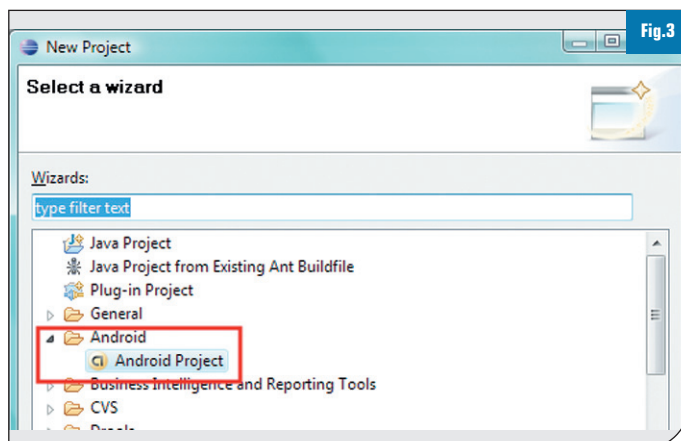 Fig.3
New Project
Select a wizard
Wizards:
type filter text
Java Project
Java Project from Existing Ant Buildfile
Plug-in Project
General
Android
Android Project
Business Intelligence and Reporting Tools
CVS